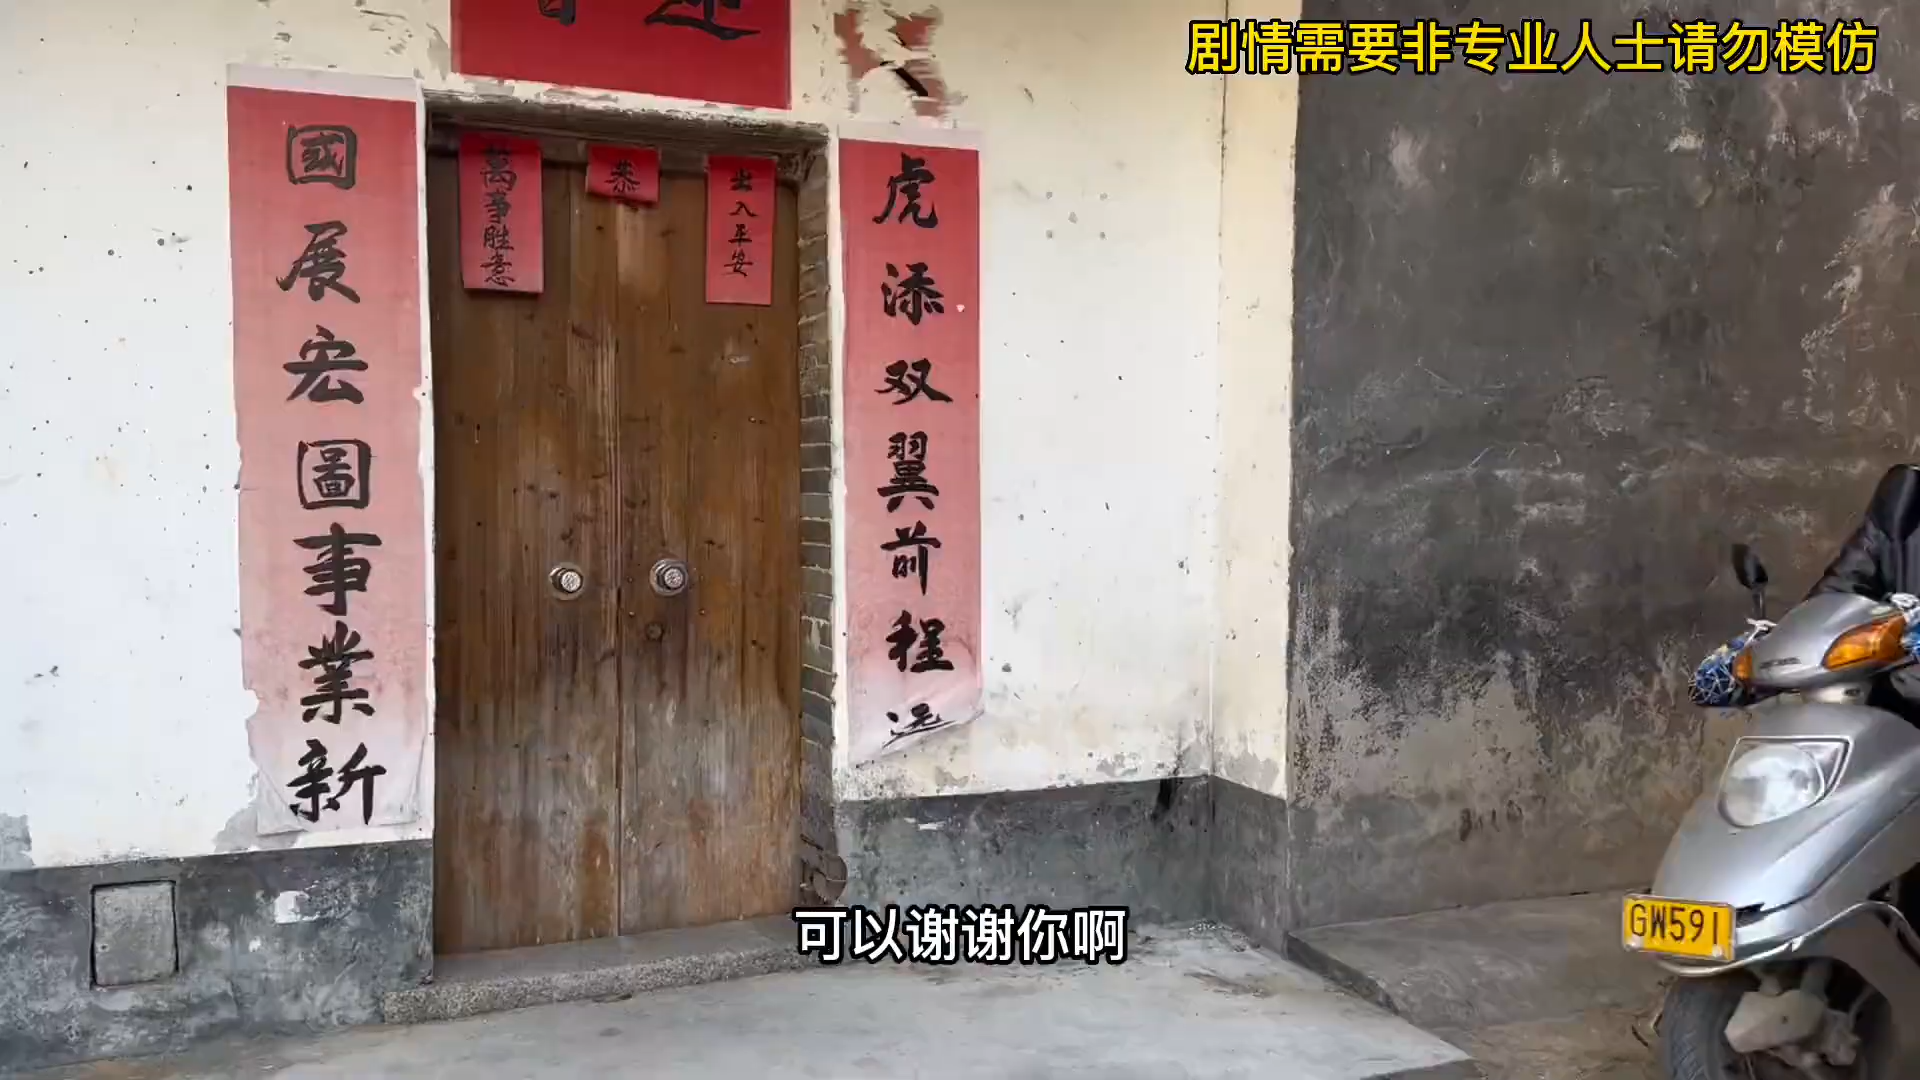 剧情需要非专业人士请勿模仿
迎
虎添双翼前程远
國展宏圖事業新
萬事胜意
恭
出入平安
GW591
可以谢谢你啊